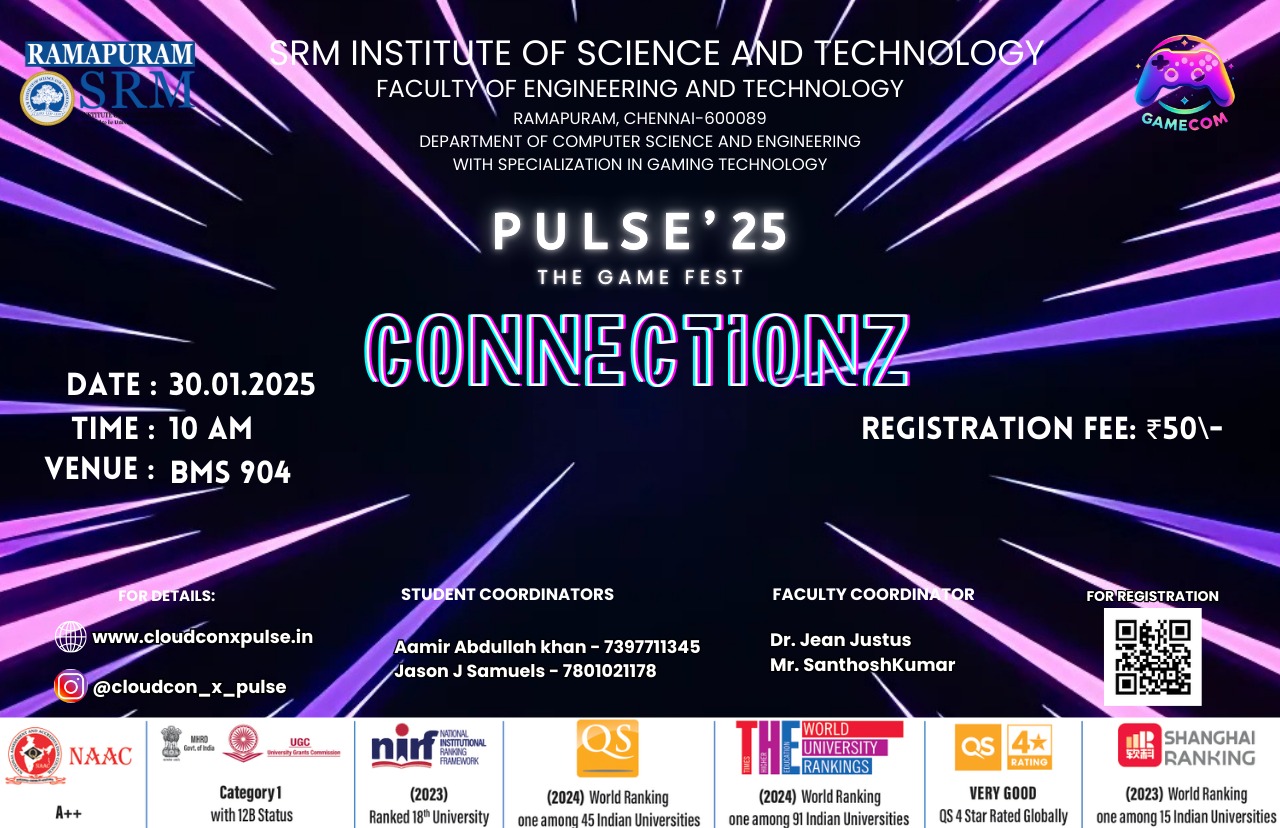 RAMAPURAM
SRM
SRM INSTITUTE OF SCIENCE AND TECHNOLOGY
FACULTY OF ENGINEERING AND TECHNOLOGY
RAMAPURAM, CHENNAI-600089
DEPARTMENT OF COMPUTER SCIENCE AND ENGINEERING
WITH SPECIALIZATION IN GAMING TECHNOLOGY
GAMECOM
PULSE’25
THE GAME FEST
CONNECTIONZ
DATE : 30.01.2025
TIME : 10 AM
VENUE : BMS 904
REGISTRATION FEE: ₹50\-
FOR DETAILS:
www.cloudconxpulse.in
@cloudcon_x_pulse
STUDENT COORDINATORS
Aamir Abdullah khan - 7397711345
Jason J Samuels - 7801021178
FACULTY COORDINATOR
Dr. Jean Justus
Mr. SanthoshKumar
FOR REGISTRATION
NAAC
A++
MHRD
Govt. of India
UGC
University Grants Commission
Category 1
with 12B Status
nirf NATIONAL
INSTITUTIONAL
RANKING
FRAMEWORK
(2023)
Ranked 18th University
QS
(2024) World Ranking
one among 45 Indian Universities
TIMES HIGHER EDUCATION
WORLD
UNIVERSITY
RANKINGS
(2024) World Ranking
one among 91 Indian Universities
QS 4★
RATING
VERY GOOD
QS 4 Star Rated Globally
软科
SHANGHAI
RANKING
(2023) World Ranking
one among 15 Indian Universities